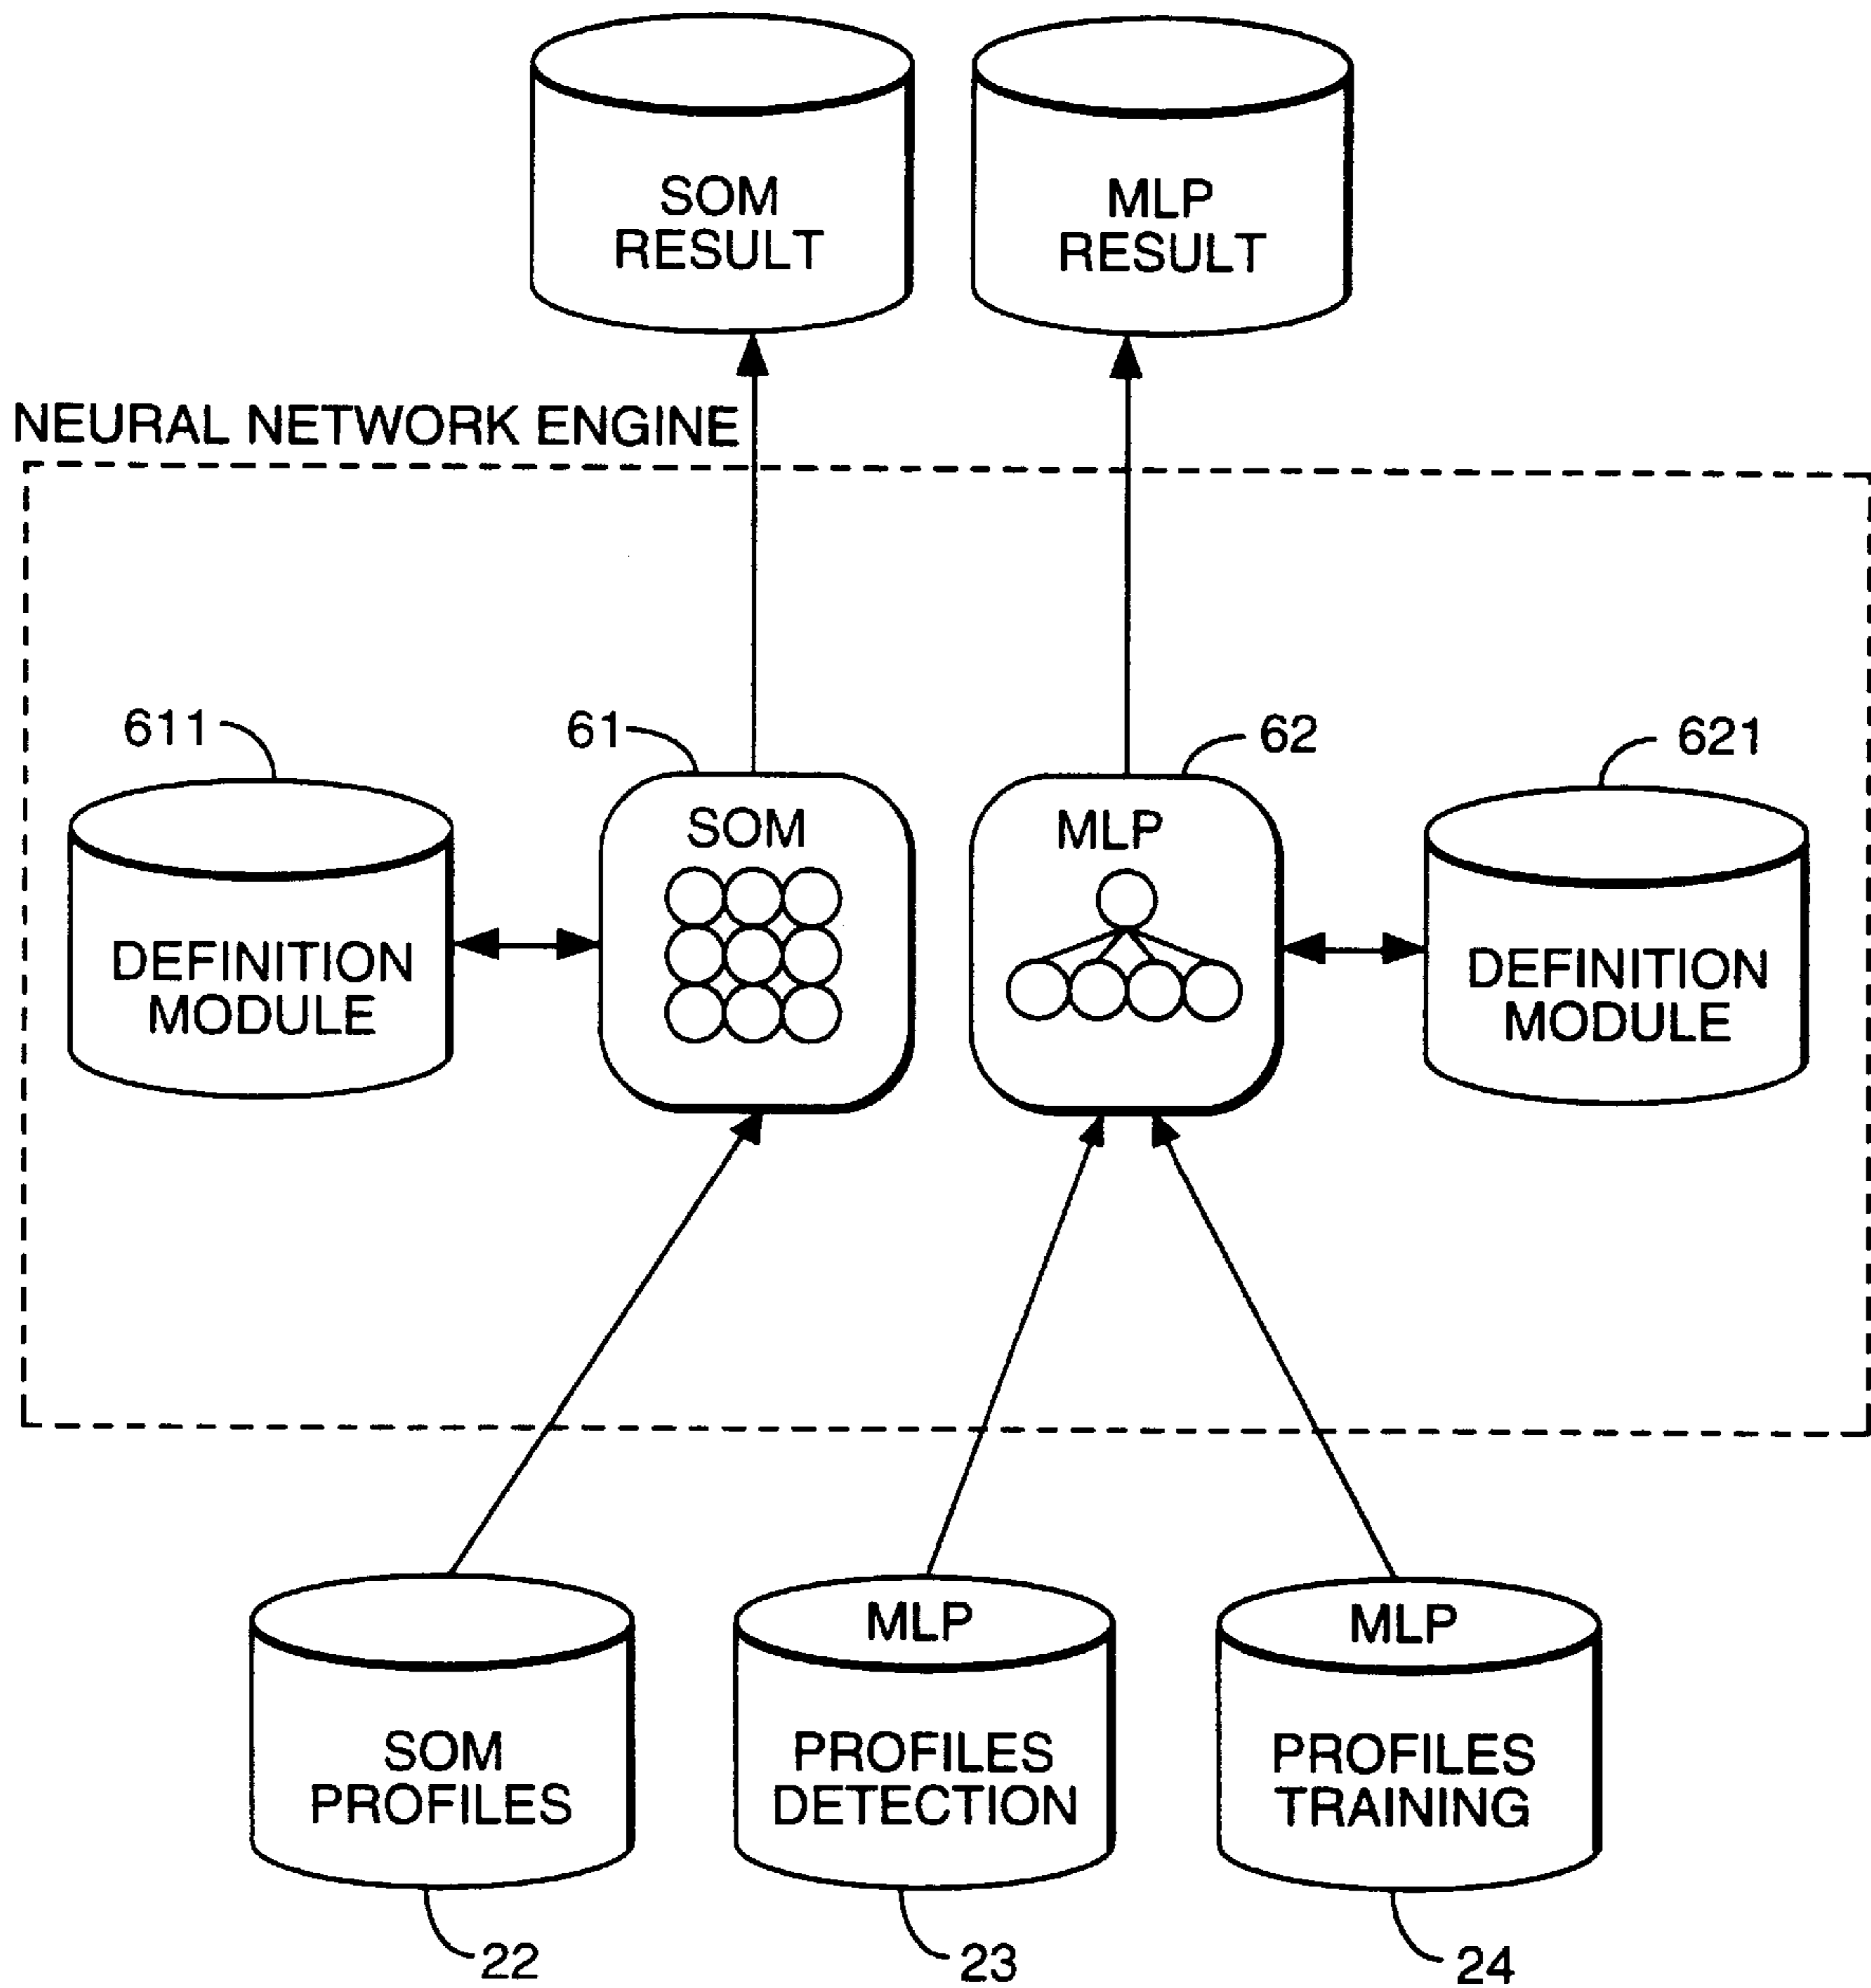 SOM
RESULT
MLP
RESULT
NEURAL NETWORK ENGINE
611
61
62
621
SOM
MLP
DEFINITION
MODULE
DEFINITION
MODULE
MLP
MLP
SOM
PROFILES
PROFILES
DETECTION
PROFILES
TRAINING
22
23
24